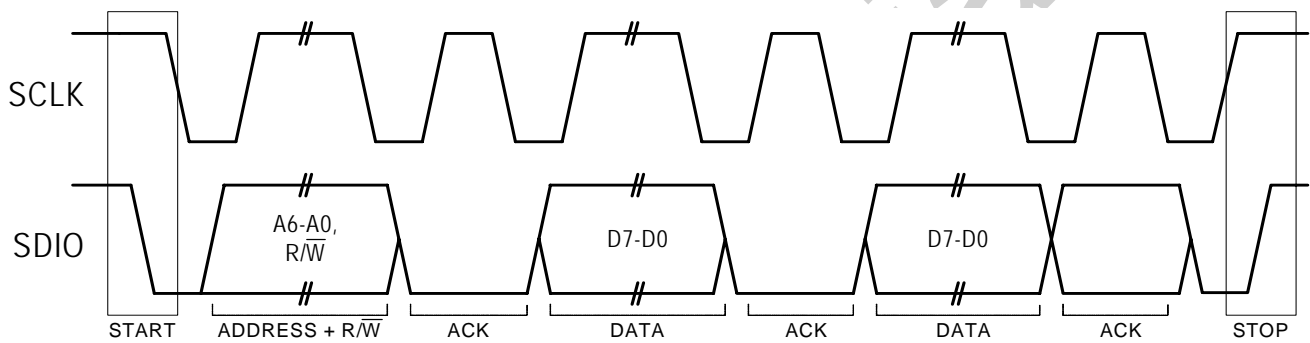 SCLK
SDIO
A6-A0,
R/W̅
D7-D0
D7-D0
START
ADDRESS + R/W̅
ACK
DATA
ACK
DATA
ACK
STOP